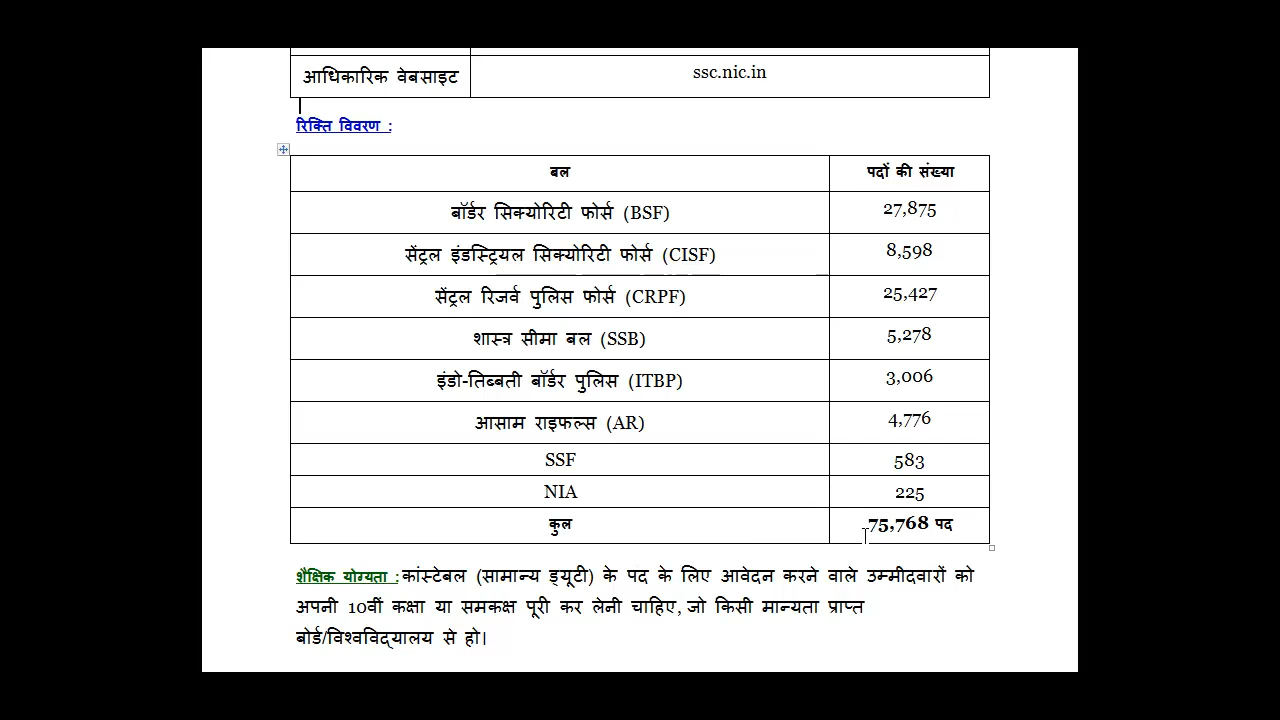 आधिकारिक वेबसाइट ssc.nic.in
रिक्ति विवरण :
बल पदों की संख्या
बॉर्डर सिक्योरिटी फोर्स (BSF) 27,875
सेंट्रल इंडस्ट्रियल सिक्योरिटी फोर्स (CISF) 8,598
सेंट्रल रिजर्व पुलिस फोर्स (CRPF) 25,427
शास्त्र सीमा बल (SSB) 5,278
इंडो-तिब्बती बॉर्डर पुलिस (ITBP) 3,006
आसाम राइफल्स (AR) 4,776
SSF 583
NIA 225
कुल 75,768 पद
शैक्षिक योग्यता : कांस्टेबल (सामान्य ड्यूटी) के पद के लिए आवेदन करने वाले उम्मीदवारों को
अपनी 10वीं कक्षा या समकक्ष पूरी कर लेनी चाहिए, जो किसी मान्यता प्राप्त
बोर्ड/विश्वविद्यालय से हो।